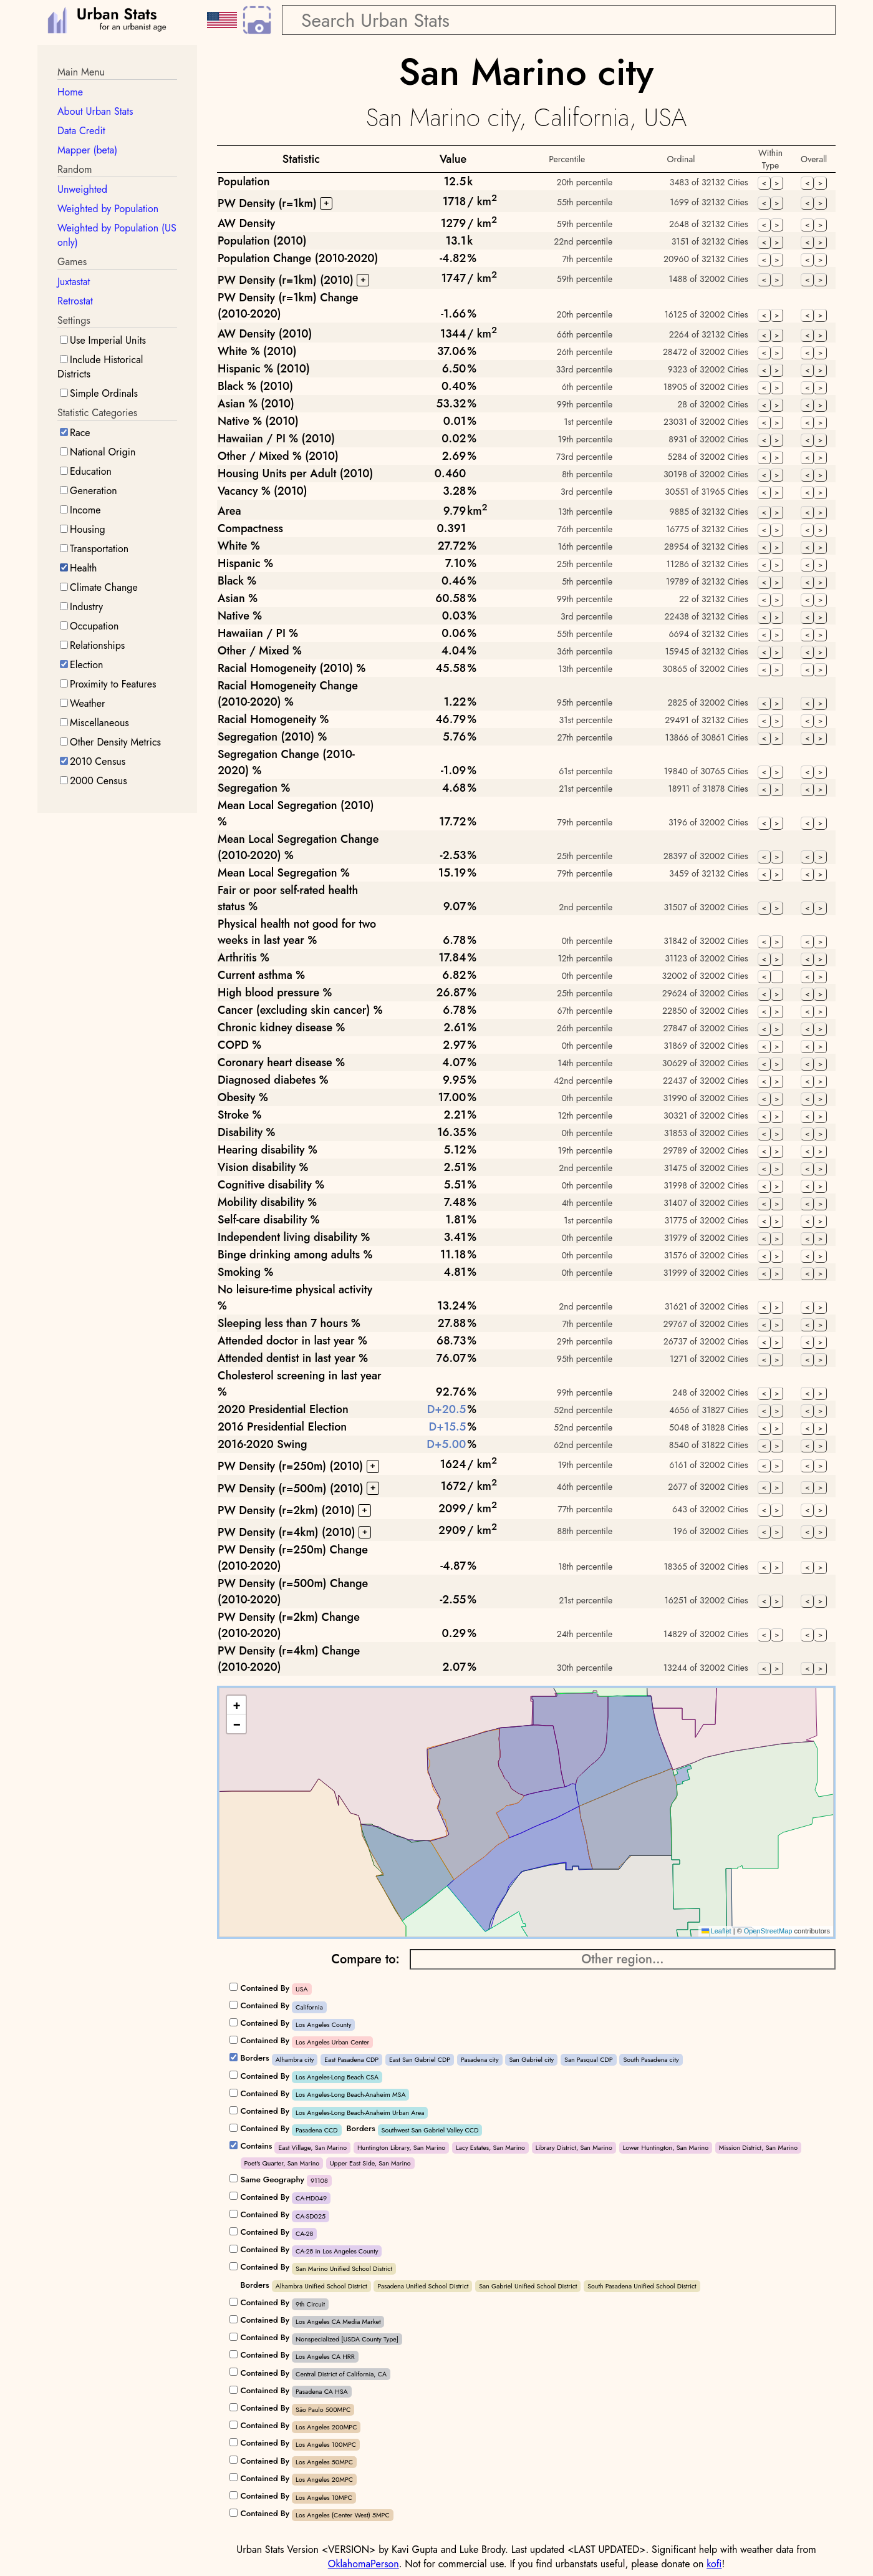 Urban Stats
for an urbanist age
Search Urban Stats
Main Menu
Home
About Urban Stats
Data Credit
Mapper (beta)
Random
Unweighted
Weighted by Population
Weighted by Population (US
only)
Games
Juxtastat
Retrostat
Settings
Use Imperial Units
Include Historical
Districts
Simple Ordinals
Statistic Categories
Race
National Origin
Education
Generation
Income
Housing
Transportation
Health
Climate Change
Industry
Occupation
Relationships
Election
Proximity to Features
Weather
Miscellaneous
Other Density Metrics
2010 Census
2000 Census
San Marino city
San Marino city, California, USA
Statistic Value Percentile Ordinal Within Type Overall
Population 12.5k 20th percentile 3483 of 32132 Cities < > < >
PW Density (r=1km) + 1718 / km2 55th percentile 1699 of 32132 Cities < > < >
AW Density 1279 / km2 59th percentile 2648 of 32132 Cities < > < >
Population (2010) 13.1k 22nd percentile 3151 of 32132 Cities < > < >
Population Change (2010-2020) -4.82% 7th percentile 20960 of 32132 Cities < > < >
PW Density (r=1km) (2010) + 1747 / km2 59th percentile 1488 of 32002 Cities < > < >
PW Density (r=1km) Change
(2010-2020) -1.66% 20th percentile 16125 of 32002 Cities < > < >
AW Density (2010) 1344 / km2 66th percentile 2264 of 32132 Cities < > < >
White % (2010) 37.06% 26th percentile 28472 of 32002 Cities < > < >
Hispanic % (2010) 6.50% 33rd percentile 9323 of 32002 Cities < > < >
Black % (2010) 0.40% 6th percentile 18905 of 32002 Cities < > < >
Asian % (2010) 53.32% 99th percentile 28 of 32002 Cities < > < >
Native % (2010) 0.01% 1st percentile 23031 of 32002 Cities < > < >
Hawaiian / PI % (2010) 0.02% 19th percentile 8931 of 32002 Cities < > < >
Other / Mixed % (2010) 2.69% 73rd percentile 5284 of 32002 Cities < > < >
Housing Units per Adult (2010) 0.460 8th percentile 30198 of 32002 Cities < > < >
Vacancy % (2010) 3.28% 3rd percentile 30551 of 31965 Cities < > < >
Area 9.79 km2 13th percentile 9885 of 32132 Cities < > < >
Compactness 0.391 76th percentile 16775 of 32132 Cities < > < >
White % 27.72% 16th percentile 28954 of 32132 Cities < > < >
Hispanic % 7.10% 25th percentile 11286 of 32132 Cities < > < >
Black % 0.46% 5th percentile 19789 of 32132 Cities < > < >
Asian % 60.58% 99th percentile 22 of 32132 Cities < > < >
Native % 0.03% 3rd percentile 22438 of 32132 Cities < > < >
Hawaiian / PI % 0.06% 55th percentile 6694 of 32132 Cities < > < >
Other / Mixed % 4.04% 36th percentile 15945 of 32132 Cities < > < >
Racial Homogeneity (2010) % 45.58% 13th percentile 30865 of 32002 Cities < > < >
Racial Homogeneity Change
(2010-2020) % 1.22% 95th percentile 2825 of 32002 Cities < > < >
Racial Homogeneity % 46.79% 31st percentile 29491 of 32132 Cities < > < >
Segregation (2010) % 5.76% 27th percentile 13866 of 30861 Cities < > < >
Segregation Change (2010-
2020) % -1.09% 61st percentile 19840 of 30765 Cities < > < >
Segregation % 4.68% 21st percentile 18911 of 31878 Cities < > < >
Mean Local Segregation (2010)
% 17.72% 79th percentile 3196 of 32002 Cities < > < >
Mean Local Segregation Change
(2010-2020) % -2.53% 25th percentile 28397 of 32002 Cities < > < >
Mean Local Segregation % 15.19% 79th percentile 3459 of 32132 Cities < > < >
Fair or poor self-rated health
status % 9.07% 2nd percentile 31507 of 32002 Cities < > < >
Physical health not good for two
weeks in last year % 6.78% 0th percentile 31842 of 32002 Cities < > < >
Arthritis % 17.84% 12th percentile 31123 of 32002 Cities < > < >
Current asthma % 6.82% 0th percentile 32002 of 32002 Cities < < >
High blood pressure % 26.87% 25th percentile 29624 of 32002 Cities < > < >
Cancer (excluding skin cancer) % 6.78% 67th percentile 22850 of 32002 Cities < > < >
Chronic kidney disease % 2.61% 26th percentile 27847 of 32002 Cities < > < >
COPD % 2.97% 0th percentile 31869 of 32002 Cities < > < >
Coronary heart disease % 4.07% 14th percentile 30629 of 32002 Cities < > < >
Diagnosed diabetes % 9.95% 42nd percentile 22437 of 32002 Cities < > < >
Obesity % 17.00% 0th percentile 31990 of 32002 Cities < > < >
Stroke % 2.21% 12th percentile 30321 of 32002 Cities < > < >
Disability % 16.35% 0th percentile 31853 of 32002 Cities < > < >
Hearing disability % 5.12% 19th percentile 29789 of 32002 Cities < > < >
Vision disability % 2.51% 2nd percentile 31475 of 32002 Cities < > < >
Cognitive disability % 5.51% 0th percentile 31998 of 32002 Cities < > < >
Mobility disability % 7.48% 4th percentile 31407 of 32002 Cities < > < >
Self-care disability % 1.81% 1st percentile 31775 of 32002 Cities < > < >
Independent living disability % 3.41% 0th percentile 31979 of 32002 Cities < > < >
Binge drinking among adults % 11.18% 0th percentile 31576 of 32002 Cities < > < >
Smoking % 4.81% 0th percentile 31999 of 32002 Cities < > < >
No leisure-time physical activity
% 13.24% 2nd percentile 31621 of 32002 Cities < > < >
Sleeping less than 7 hours % 27.88% 7th percentile 29767 of 32002 Cities < > < >
Attended doctor in last year % 68.73% 29th percentile 26737 of 32002 Cities < > < >
Attended dentist in last year % 76.07% 95th percentile 1271 of 32002 Cities < > < >
Cholesterol screening in last year
% 92.76% 99th percentile 248 of 32002 Cities < > < >
2020 Presidential Election D+20.5% 52nd percentile 4656 of 31827 Cities < > < >
2016 Presidential Election D+15.5% 52nd percentile 5048 of 31828 Cities < > < >
2016-2020 Swing D+5.00% 62nd percentile 8540 of 31822 Cities < > < >
PW Density (r=250m) (2010) + 1624 / km2 19th percentile 6161 of 32002 Cities < > < >
PW Density (r=500m) (2010) + 1672 / km2 46th percentile 2677 of 32002 Cities < > < >
PW Density (r=2km) (2010) + 2099 / km2 77th percentile 643 of 32002 Cities < > < >
PW Density (r=4km) (2010) + 2909 / km2 88th percentile 196 of 32002 Cities < > < >
PW Density (r=250m) Change
(2010-2020) -4.87% 18th percentile 18365 of 32002 Cities < > < >
PW Density (r=500m) Change
(2010-2020) -2.55% 21st percentile 16251 of 32002 Cities < > < >
PW Density (r=2km) Change
(2010-2020) 0.29% 24th percentile 14829 of 32002 Cities < > < >
PW Density (r=4km) Change
(2010-2020) 2.07% 30th percentile 13244 of 32002 Cities < > < >
+
−
Leaflet | © OpenStreetMap contributors
Compare to: Other region...
Contained By USA
Contained By California
Contained By Los Angeles County
Contained By Los Angeles Urban Center
Borders Alhambra city East Pasadena CDP East San Gabriel CDP Pasadena city San Gabriel city San Pasqual CDP South Pasadena city
Contained By Los Angeles-Long Beach CSA
Contained By Los Angeles-Long Beach-Anaheim MSA
Contained By Los Angeles-Long Beach-Anaheim Urban Area
Contained By Pasadena CCD Borders Southwest San Gabriel Valley CCD
Contains East Village, San Marino Huntington Library, San Marino Lacy Estates, San Marino Library District, San Marino Lower Huntington, San Marino Mission District, San Marino
Poet's Quarter, San Marino Upper East Side, San Marino
Same Geography 91108
Contained By CA-HD049
Contained By CA-SD025
Contained By CA-28
Contained By CA-28 in Los Angeles County
Contained By San Marino Unified School District
Borders Alhambra Unified School District Pasadena Unified School District San Gabriel Unified School District South Pasadena Unified School District
Contained By 9th Circuit
Contained By Los Angeles CA Media Market
Contained By Nonspecialized [USDA County Type]
Contained By Los Angeles CA HRR
Contained By Central District of California, CA
Contained By Pasadena CA HSA
Contained By São Paulo 500MPC
Contained By Los Angeles 200MPC
Contained By Los Angeles 100MPC
Contained By Los Angeles 50MPC
Contained By Los Angeles 20MPC
Contained By Los Angeles 10MPC
Contained By Los Angeles (Center West) 5MPC
Urban Stats Version <VERSION> by Kavi Gupta and Luke Brody. Last updated <LAST UPDATED>. Significant help with weather data from
OklahomaPerson. Not for commercial use. If you find urbanstats useful, please donate on kofi!